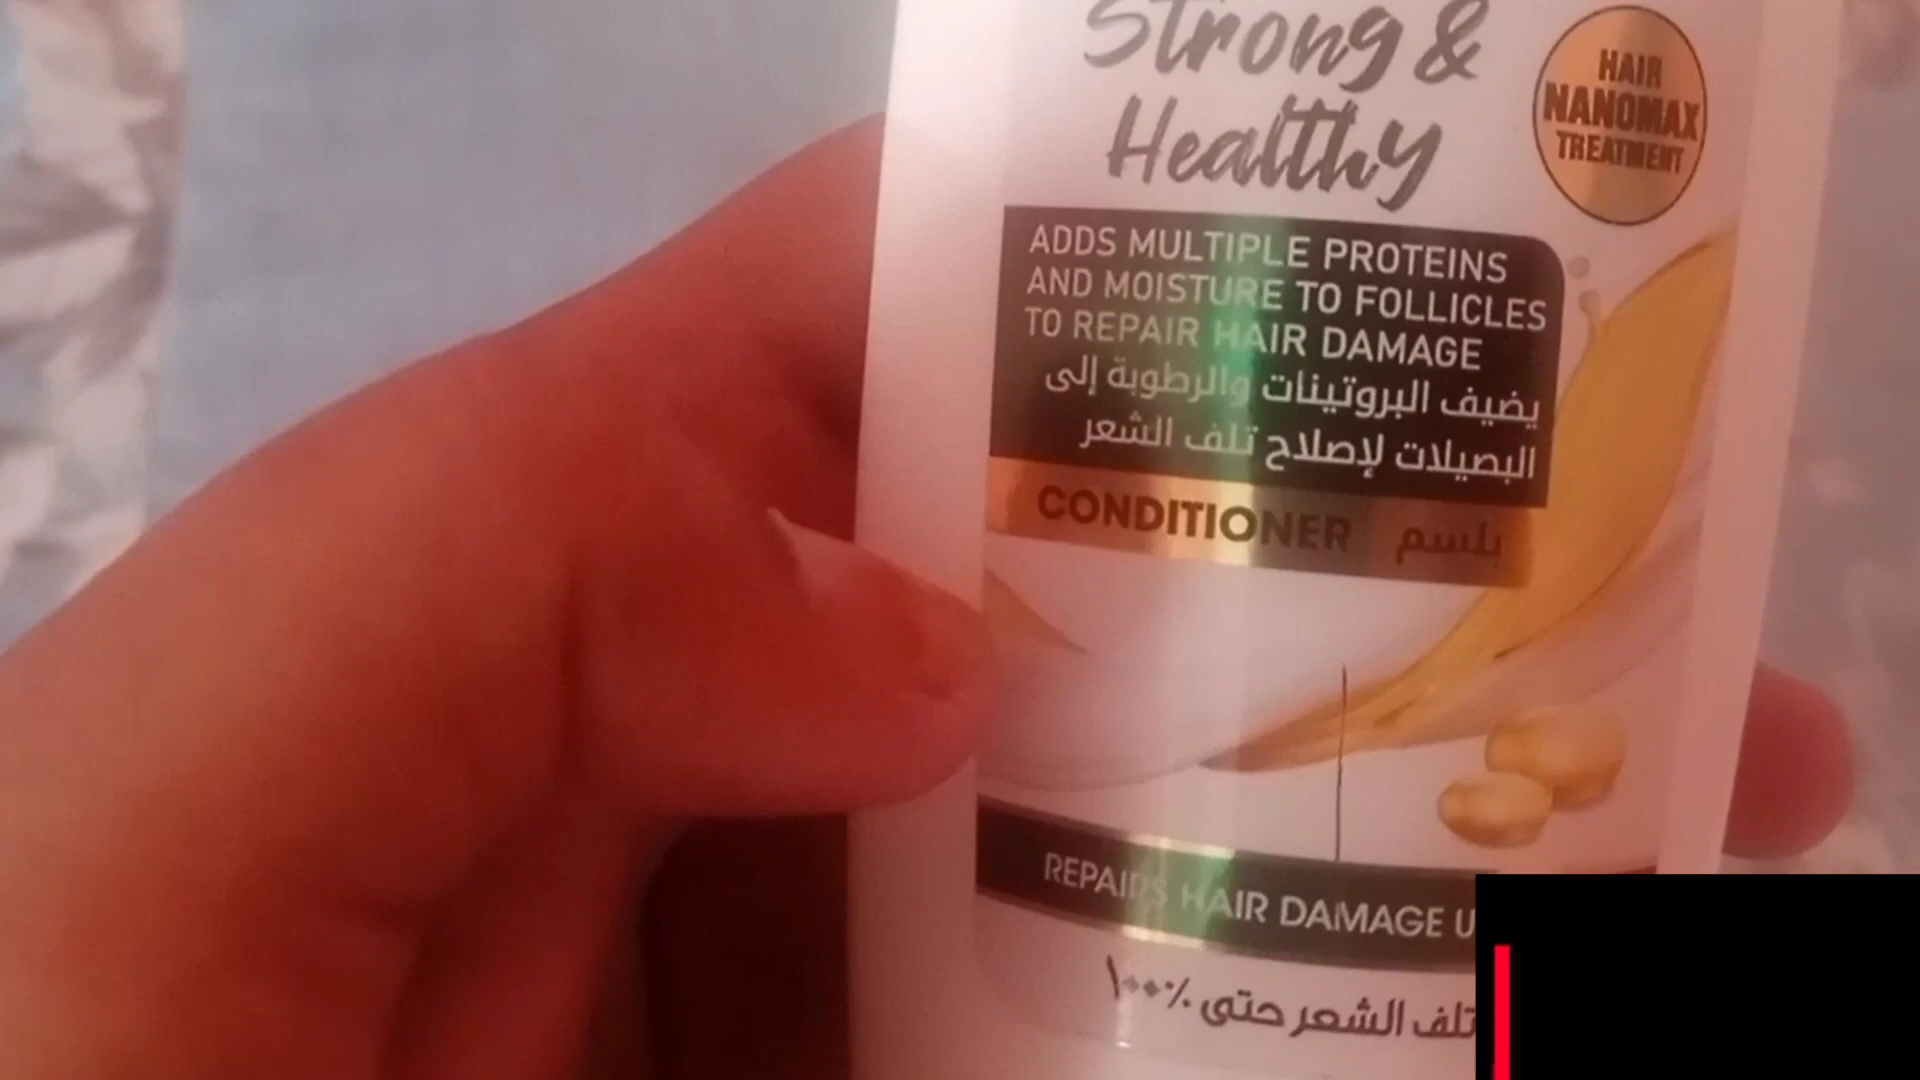 Strong &
Healthy
HAIR
NANOMAX
TREATMENT
ADDS MULTIPLE PROTEINS
AND MOISTURE TO FOLLICLES
TO REPAIR HAIR DAMAGE
يضيف البروتينات والرطوبة إلى
البصيلات لإصلاح تلف الشعر
CONDITIONER بلسم
REPAIRS HAIR DAMAGE U
تلف الشعر حتى ١٠٠٪